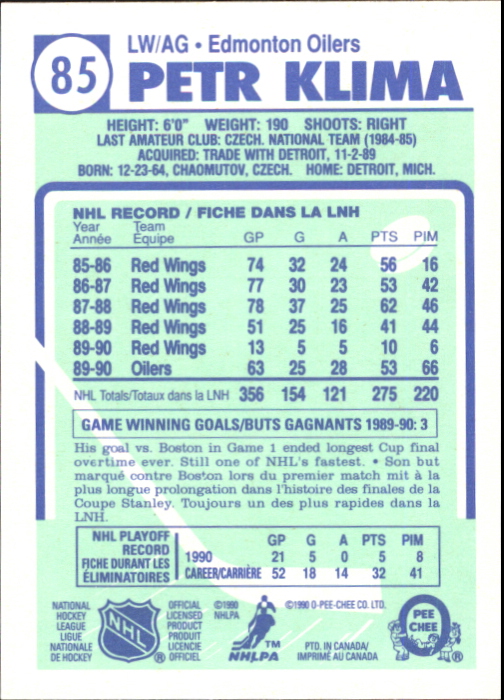 85
LW/AG • Edmonton Oilers
PETR KLIMA
HEIGHT: 6'0" WEIGHT: 190 SHOOTS: RIGHT
LAST AMATEUR CLUB: CZECH. NATIONAL TEAM (1984-85)
ACQUIRED: TRADE WITH DETROIT, 11-2-89
BORN: 12-23-64, CHAOMUTOV, CZECH. HOME: DETROIT, MICH.
NHL RECORD / FICHE DANS LA LNH
Year Team
Année Équipe GP G A PTS PIM
85-86 Red Wings 74 32 24 56 16
86-87 Red Wings 77 30 23 53 42
87-88 Red Wings 78 37 25 62 46
88-89 Red Wings 51 25 16 41 44
89-90 Red Wings 13 5 5 10 6
89-90 Oilers 63 25 28 53 66
NHL Totals/Totaux dans la LNH 356 154 121 275 220
GAME WINNING GOALS/BUTS GAGNANTS 1989-90: 3
His goal vs. Boston in Game 1 ended longest Cup final
overtime ever. Still one of NHL's fastest. • Son but
marqué contre Boston lors du premier match mit à la
plus longue prolongation dans l'histoire des finales de la
Coupe Stanley. Toujours un des plus rapides dans la
LNH.
NHL PLAYOFF
RECORD
FICHE DURANT LES
ÉLIMINATOIRES
GP G A PTS PIM
1990 21 5 0 5 8
CAREER/CARRIÈRE 52 18 14 32 41
NATIONAL
HOCKEY
LEAGUE
LIGUE
NATIONALE
DE HOCKEY
NHL
®
OFFICIAL
LICENSED
PRODUCT
PRODUIT
LICENCIE
OFFICIEL
©1990
NHLPA
TM
NHLPA
©1990 O-PEE-CHEE CO. LTD.
PTD. IN CANADA/
IMPRIMÉ AU CANADA
O
PEE
CHEE
®